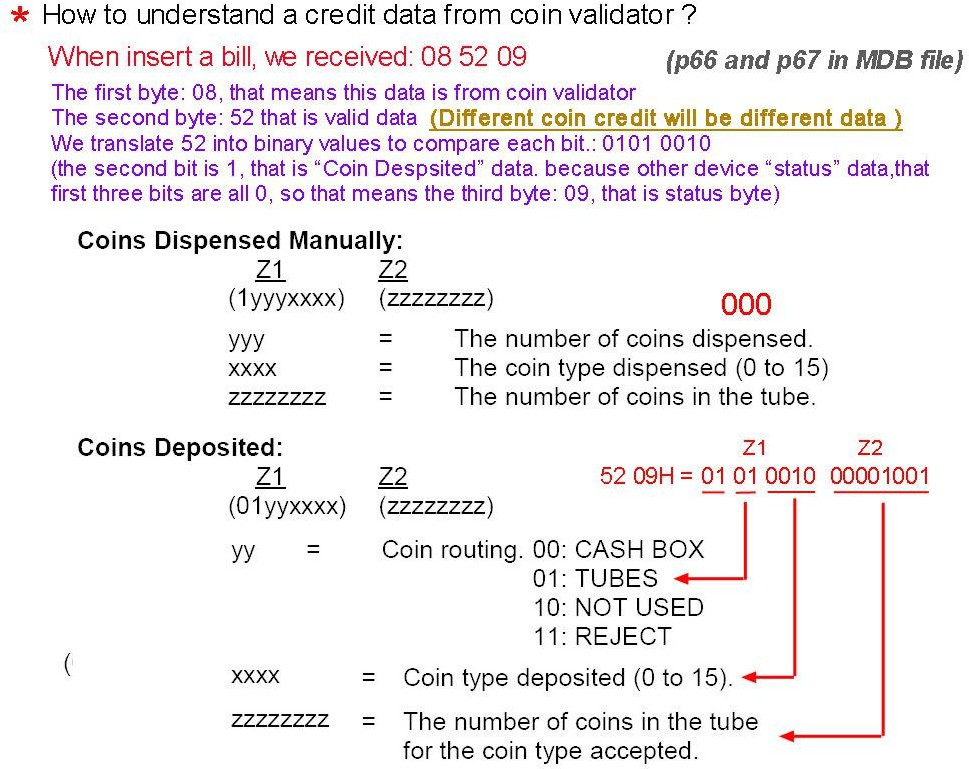 * How to understand a credit data from coin validator ?
When insert a bill, we received: 08 52 09 (p66 and p67 in MDB file)
The first byte: 08, that means this data is from coin validator
The second byte: 52 that is valid data (Different coin credit will be different data )
We translate 52 into binary values to compare each bit.: 0101 0010
(the second bit is 1, that is “Coin Despsited” data. because other device “status” data,that
first three bits are all 0, so that means the third byte: 09, that is status byte)
Coins Dispensed Manually:
Z1 Z2
(1yyyxxxx) (zzzzzzzz) 000
yyy = The number of coins dispensed.
xxxx = The coin type dispensed (0 to 15)
zzzzzzzz = The number of coins in the tube.
Coins Deposited: Z1 Z2
Z1 Z2 52 09H = 01 01 0010 00001001
(01yyxxxx) (zzzzzzzz)
yy = Coin routing. 00: CASH BOX
01: TUBES
10: NOT USED
11: REJECT
(
xxxx = Coin type deposited (0 to 15).
zzzzzzzz = The number of coins in the tube
for the coin type accepted.